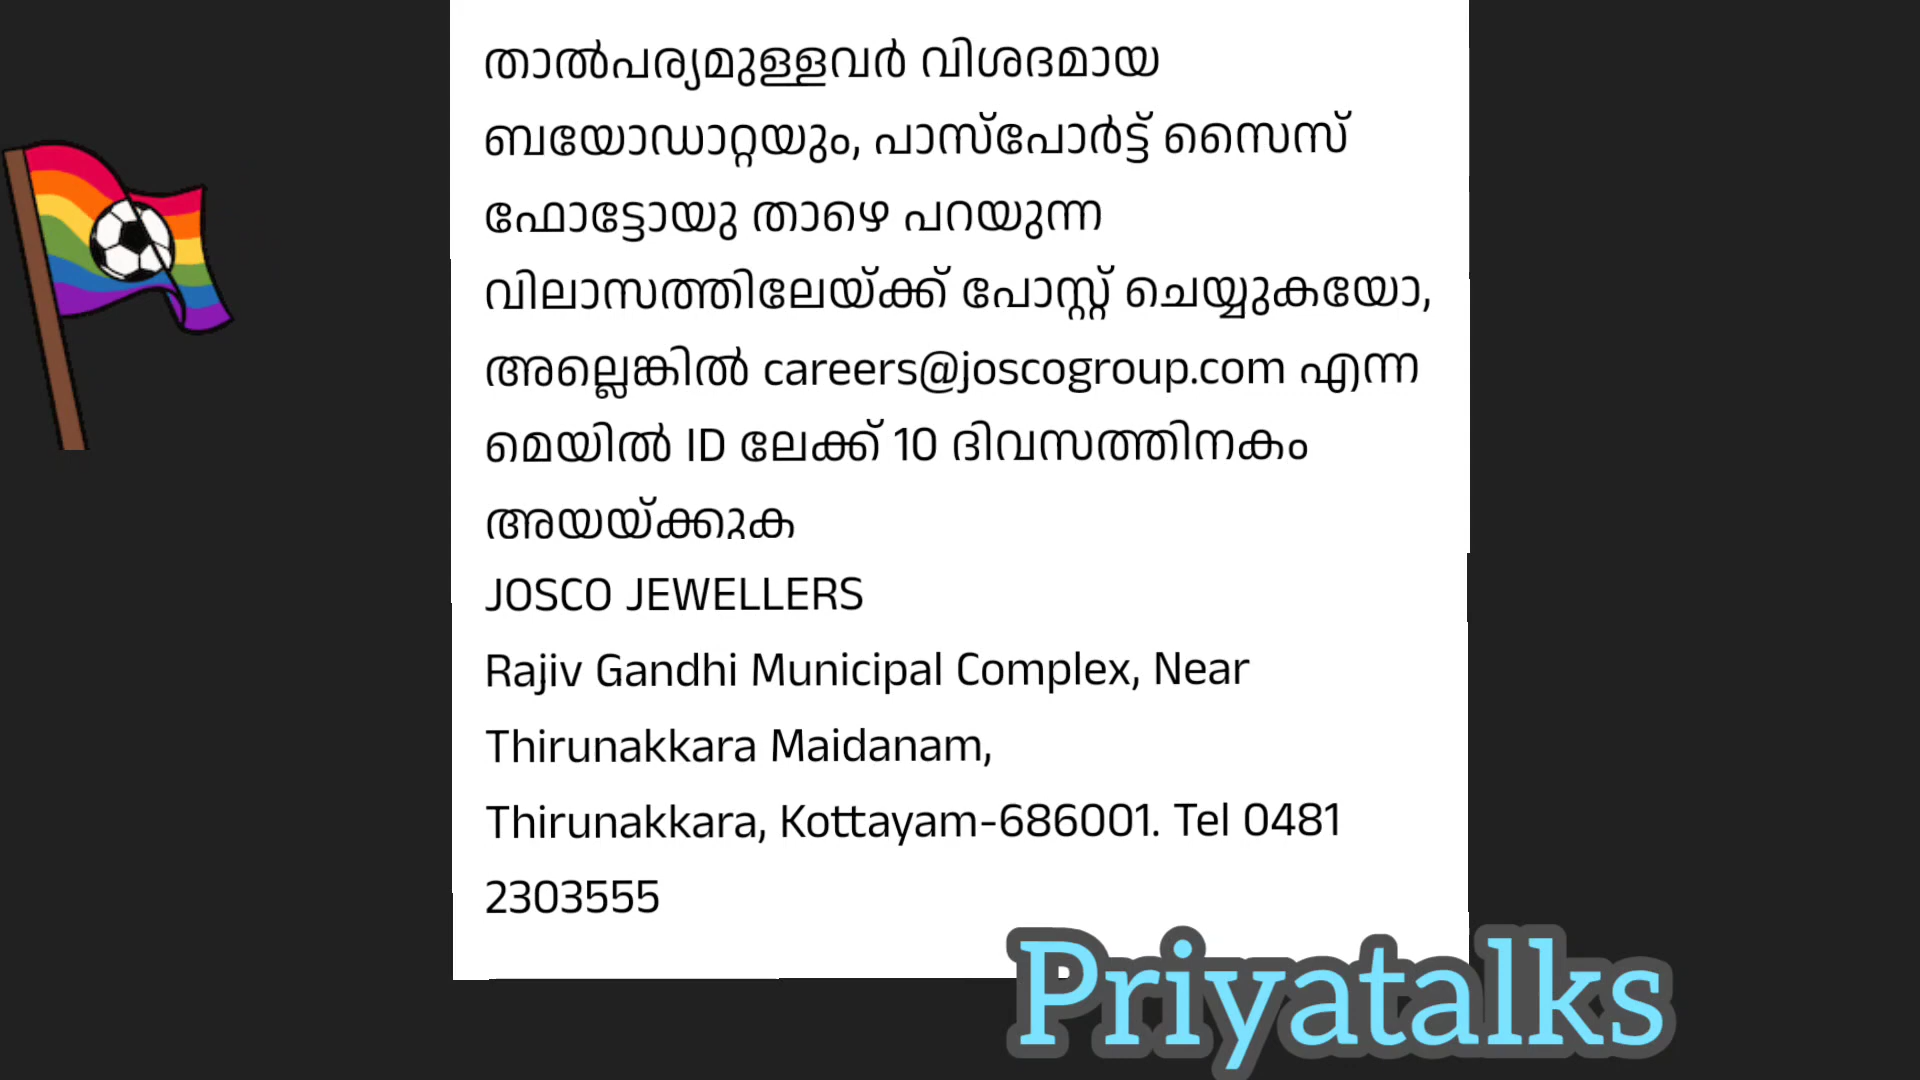 താൽപര്യമുള്ളവർ വിശദമായ
ബയോഡാറ്റയും, പാസ്പോർട്ട് സൈസ്
ഫോട്ടോയു താഴെ പറയുന്ന
വിലാസത്തിലേയ്ക്ക് പോസ്റ്റ് ചെയ്യുകയോ,
അല്ലെങ്കിൽ careers@joscogroup.com എന്ന
മെയിൽ ID ലേക്ക് 10 ദിവസത്തിനകം
അയയ്ക്കുക
JOSCO JEWELLERS
Rajiv Gandhi Municipal Complex, Near
Thirunakkara Maidanam,
Thirunakkara, Kottayam-686001. Tel 0481
2303555
Priyatalks